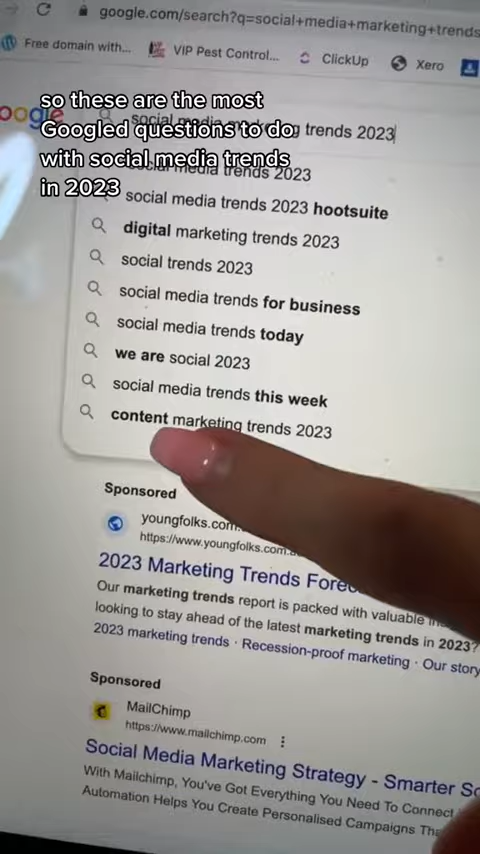 google.com/search?q=social+media+marketing+trends
Free domain with...
VIP Pest Control...
ClickUp
Xero
so these are the most
Googled questions to do
with social media trends
in 2023
trends 2023
social media trends 2023
social media trends 2023 hootsuite
digital marketing trends 2023
social trends 2023
social media trends for business
social media trends today
we are social 2023
social media trends this week
content marketing trends 2023
Sponsored
youngfolks.com.
https://www.youngfolks.com.
2023 Marketing Trends
Our marketing trends report is packed with valuable
looking to stay ahead of the latest marketing trends in 2023?
2023 marketing trends · Recession-proof marketing · Our story
Sponsored
MailChimp
https://www.mailchimp.com
Social Media Marketing Strategy - Smarter
With Mailchimp, You've Got Everything You Need To Connect
Automation Helps You Create Personalised Campaigns